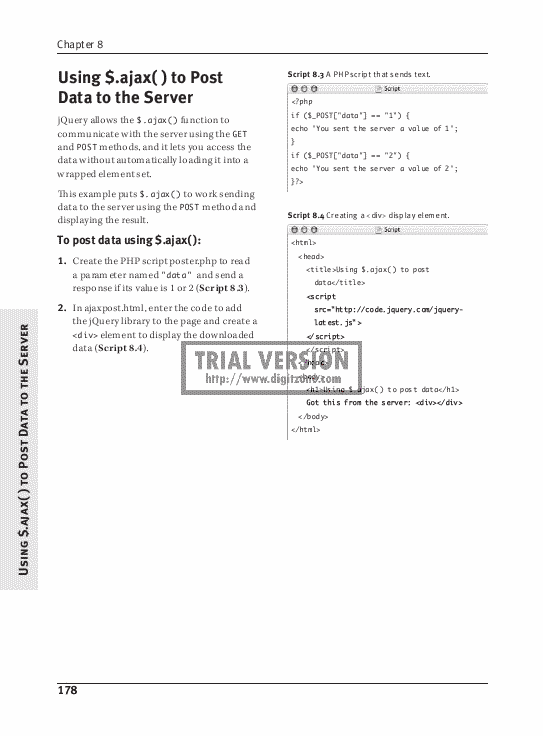 Chapter 8
Using $.ajax( ) to Post
Data to the Server
jQuery allows the $.ajax() function to
communicate with the server using the GET
and POST methods, and it lets you access the
data without automatically loading it into a
wrapped element set.
This example puts $.ajax() to work sending
data to the server using the POST method and
displaying the result.
To post data using $.ajax():
1. Create the PHP script poster.php to read
a parameter named "data" and send a
response if its value is 1 or 2 (Script 8.3).
2. In ajaxpost.html, enter the code to add
the jQuery library to the page and create a
<div> element to display the downloaded
data (Script 8.4).
Script 8.3 A PHP script that sends text.
Script
<?php
if ($_POST["data"] == "1") {
echo 'You sent the server a value of 1';
}
if ($_POST["data"] == "2") {
echo 'You sent the server a value of 2';
}?>
Script 8.4 Creating a <div> display element.
Script
<html>
<head>
<title>Using $.ajax() to post
data</title>
<script
src="http://code.jquery.com/jquery-
latest.js">
</script>
</script>
</head>
<body>
<h1>Using $.ajax() to post data</h1>
Got this from the server: <div></div>
</body>
</html>
TRIAL VERSION
http://www.digitzone.com
Using $.ajax( ) to Post Data to the Server
178